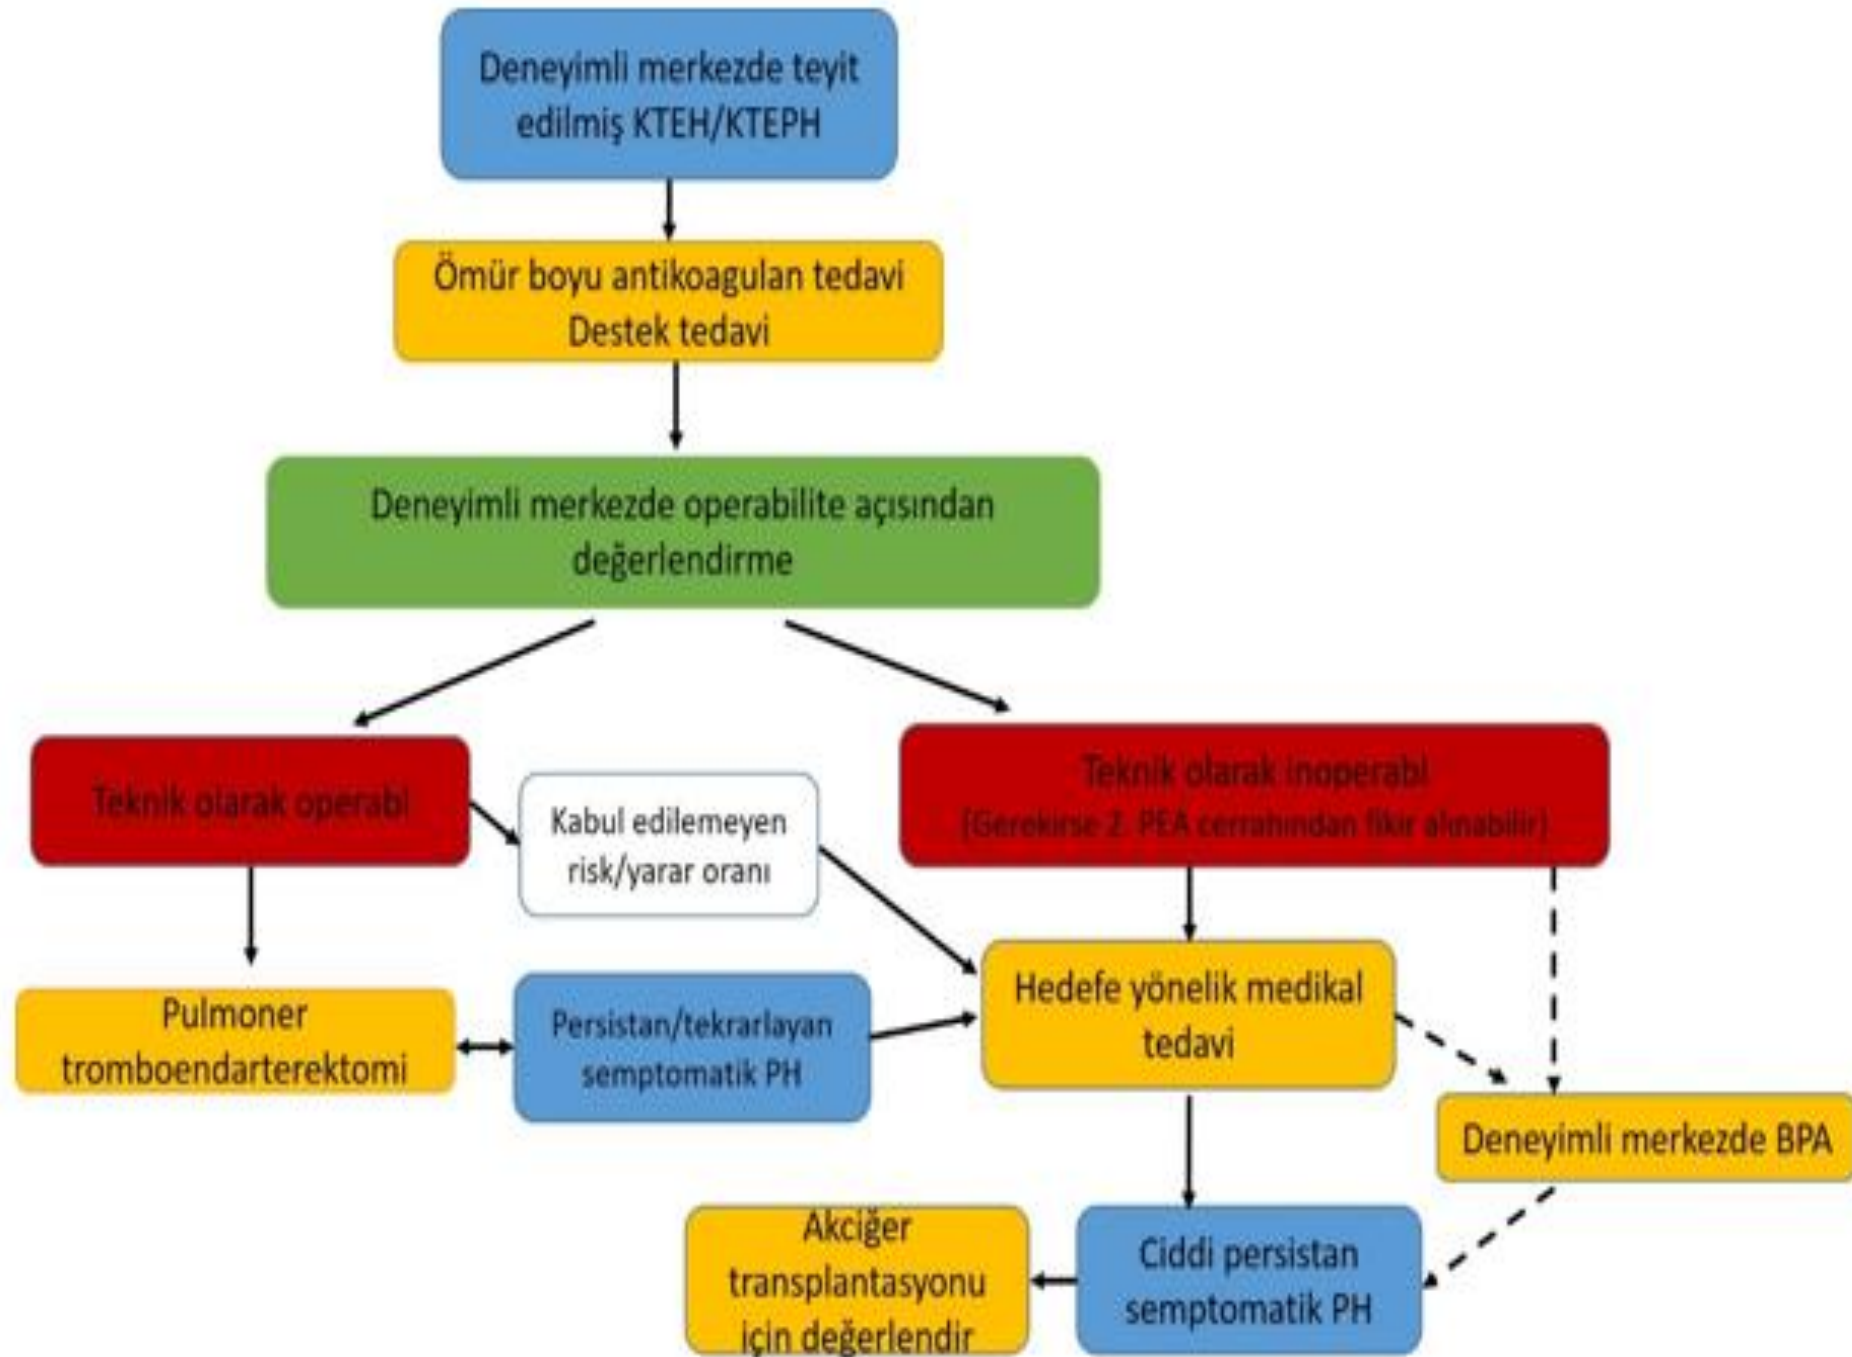 Deneyimli merkezde teyit
edilmiş KTEH/KTEPH
Ömür boyu antikoagulan tedavi
Destek tedavi
Deneyimli merkezde operabilite açısından
değerlendirme
Teknik olarak operabl
Kabul edilemeyen
risk/yarar oranı
Teknik olarak inoperabl
(Gerekirse 2. PEA cerrahından fikir alınabilir)
Pulmoner
tromboendarterektomi
Persistan/tekrarlayan
semptomatik PH
Hedefe yönelik medikal
tedavi
Deneyimli merkezde BPA
Akciğer
transplantasyonu
için değerlendir
Ciddi persistan
semptomatik PH